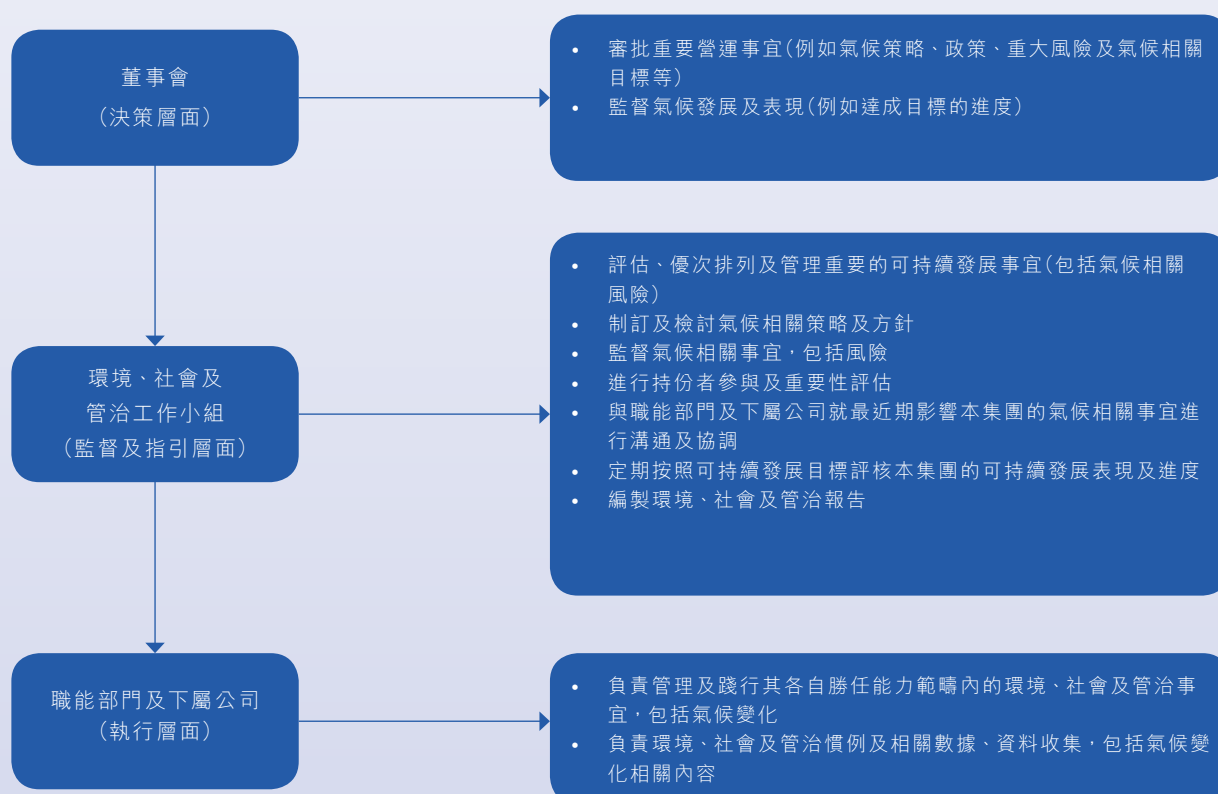 董事會
（決策層面）
• 審批重要營運事宜（例如氣候策略、政策、重大風險及氣候相關
目標等）
• 監督氣候發展及表現（例如達成目標的進度）
環境、社會及
管治工作小組
（監督及指引層面）
• 評估、優次排列及管理重要的可持續發展事宜（包括氣候相關
風險）
• 制訂及檢討氣候相關策略及方針
• 監督氣候相關事宜，包括風險
• 進行持份者參與及重要性評估
• 與職能部門及下屬公司就最近期影響本集團的氣候相關事宜進
行溝通及協調
• 定期按照可持續發展目標評核本集團的可持續發展表現及進度
• 編製環境、社會及管治報告
職能部門及下屬公司
（執行層面）
• 負責管理及踐行其各自勝任能力範疇內的環境、社會及管治事
宜，包括氣候變化
• 負責環境、社會及管治慣例及相關數據、資料收集，包括氣候變
化相關內容